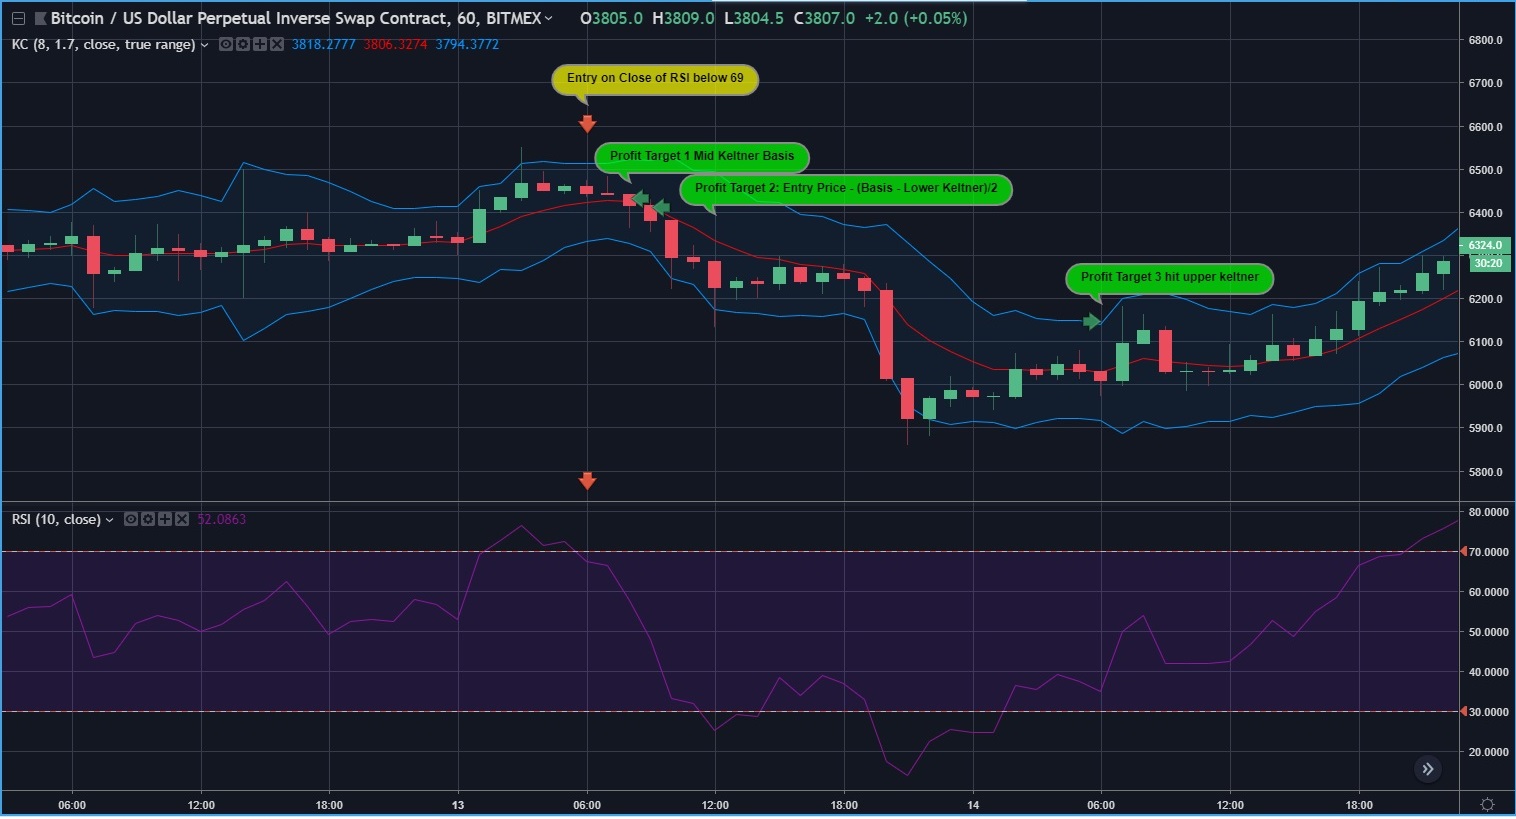 Bitcoin / US Dollar Perpetual Inverse Swap Contract, 60, BITMEX O3805.0 H3809.0 L3804.5 C3807.0 +2.0 (+0.05%)
KC (8, 1.7, close, true range) 3818.2777 3806.3274 3794.3772
6800.0
Entry on Close of RSI below 69
6700.0
6600.0
Profit Target 1 Mid Keltner Basis
6500.0
Profit Target 2: Entry Price - (Basis - Lower Keltner)/2
6400.0
6324.0
30:20
Profit Target 3 hit upper keltner
6200.0
6100.0
6000.0
5900.0
5800.0
RSI (10, close) 52.0863
80.0000
70.0000
60.0000
50.0000
40.0000
30.0000
20.0000
06:00 12:00 18:00 13 06:00 12:00 18:00 14 06:00 12:00 18:00